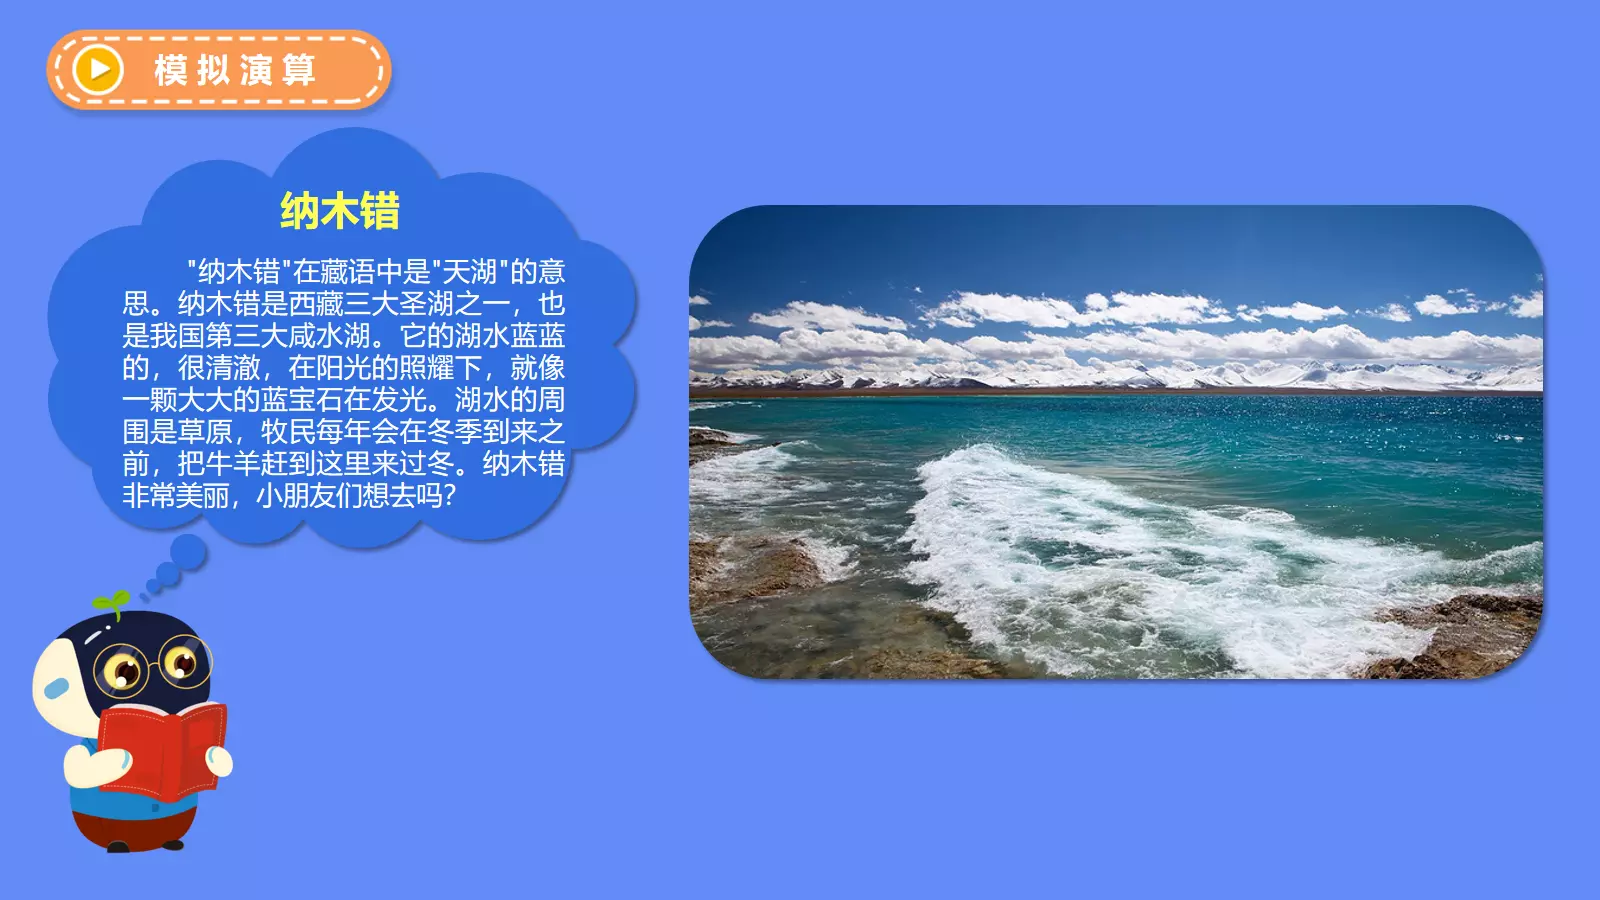 模拟演算
纳木错
"纳木错"在藏语中是"天湖"的意
思。纳木错是西藏三大圣湖之一，也
是我国第三大咸水湖。它的湖水蓝蓝
的，很清澈，在阳光的照耀下，就像
一颗大大的蓝宝石在发光。湖水的周
围是草原，牧民每年会在冬季到来之
前，把牛羊赶到这里来过冬。纳木错
非常美丽，小朋友们想去吗？